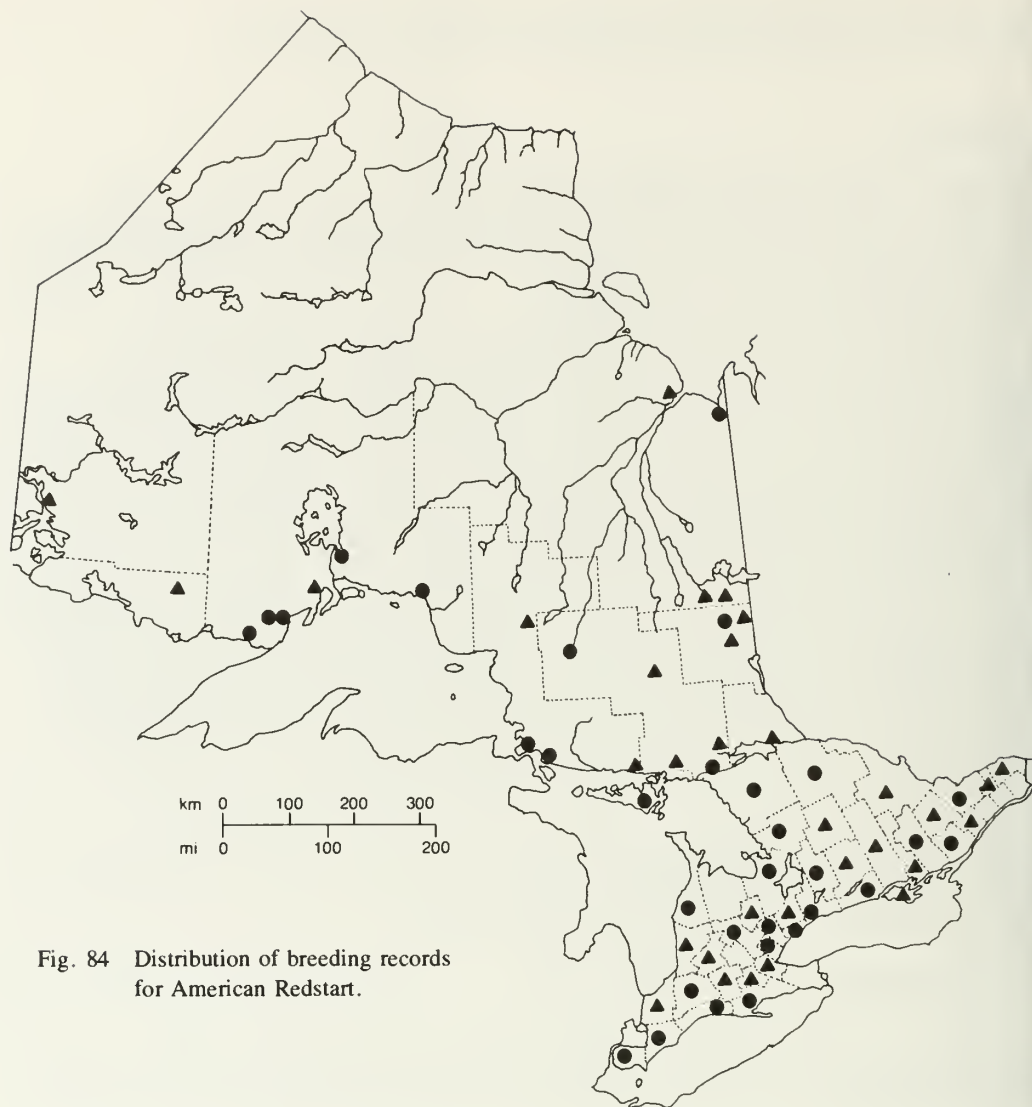 km 0 100 200 300
mi 0 100 200
Fig. 84 Distribution of breeding records
for American Redstart.